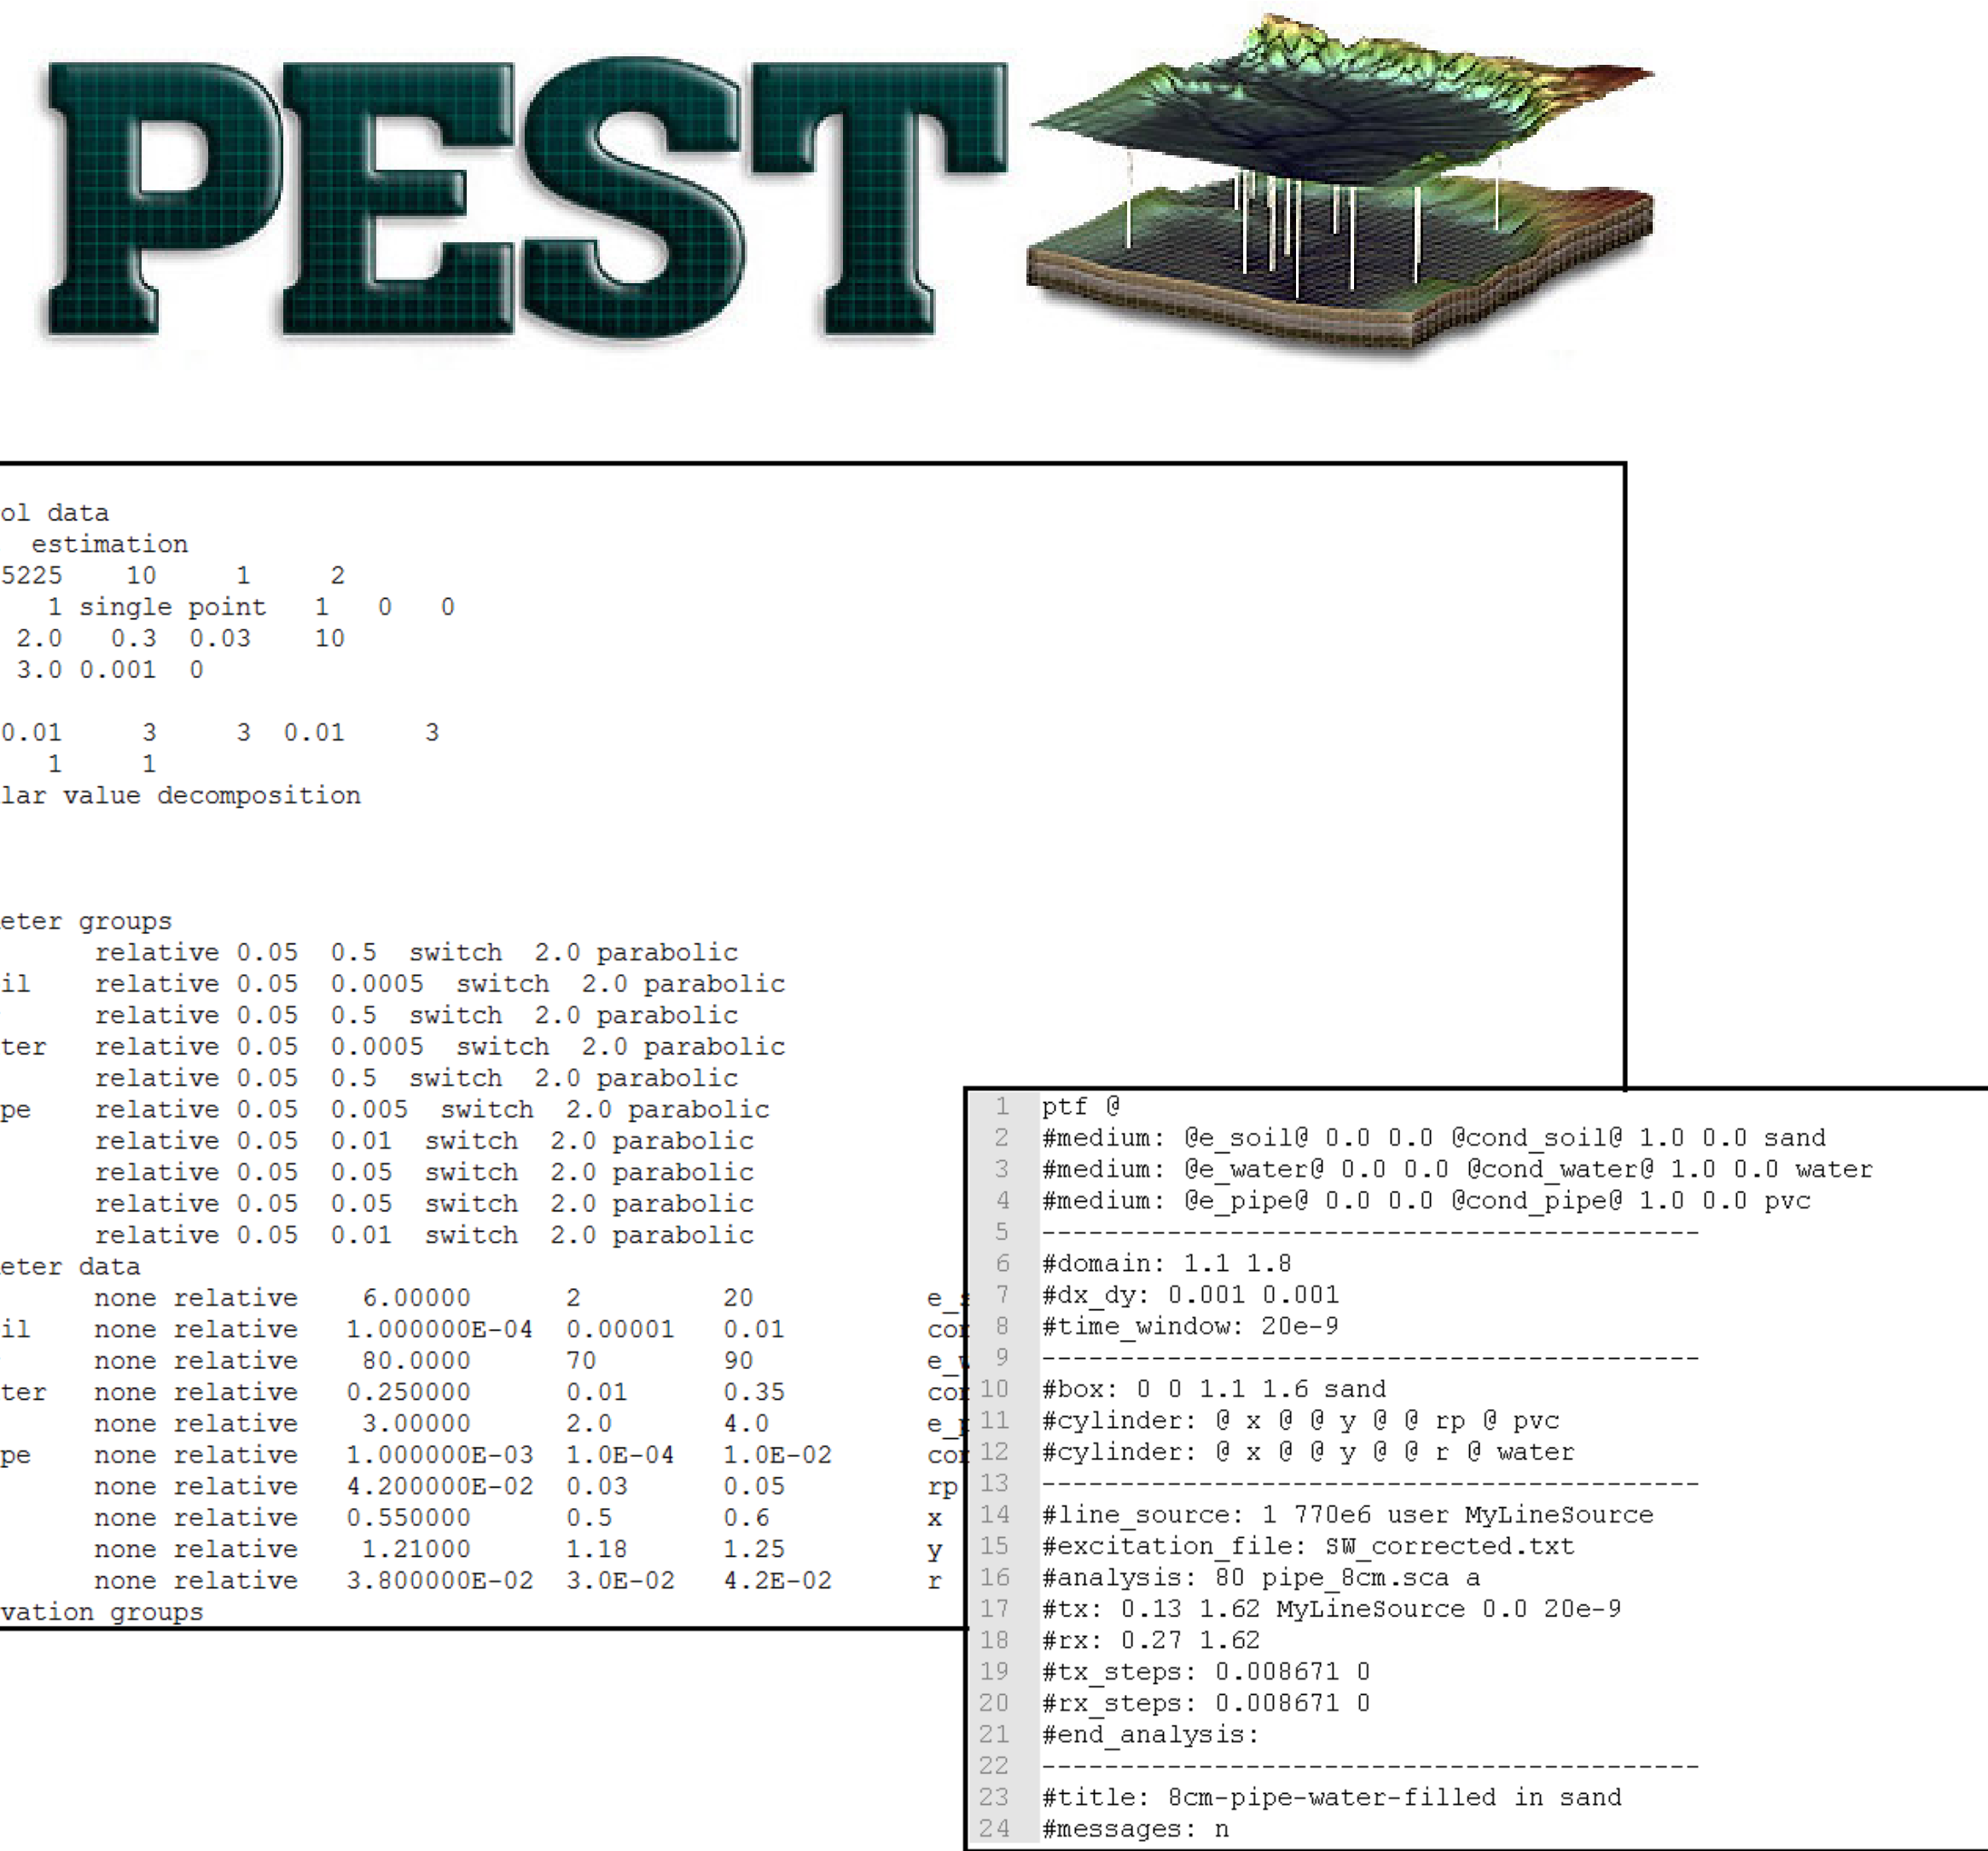 PEST
ol data
estimation
5225 10 1 2
1 single point 1 0 0
2.0 0.3 0.03 10
3.0 0.001 0
0.01 3 3 0.01 3
1 1
lar value decomposition
eter groups
relative 0.05 0.5 switch 2.0 parabolic
il relative 0.05 0.0005 switch 2.0 parabolic
relative 0.05 0.5 switch 2.0 parabolic
ter relative 0.05 0.0005 switch 2.0 parabolic
relative 0.05 0.5 switch 2.0 parabolic
pe relative 0.05 0.005 switch 2.0 parabolic
relative 0.05 0.01 switch 2.0 parabolic
relative 0.05 0.05 switch 2.0 parabolic
relative 0.05 0.05 switch 2.0 parabolic
relative 0.05 0.01 switch 2.0 parabolic
eter data
none relative 6.00000 2 20 e_s
il none relative 1.000000E-04 0.00001 0.01 con
none relative 80.0000 70 90 e_w
ter none relative 0.250000 0.01 0.35 con
none relative 3.00000 2.0 4.0 e_p
pe none relative 1.000000E-03 1.0E-04 1.0E-02 con
none relative 4.200000E-02 0.03 0.05 rp
none relative 0.550000 0.5 0.6 x
none relative 1.21000 1.18 1.25 y
none relative 3.800000E-02 3.0E-02 4.2E-02 r
vation groups
1 ptf @
2 #medium: @e_soil@ 0.0 0.0 @cond_soil@ 1.0 0.0 sand
3 #medium: @e_water@ 0.0 0.0 @cond_water@ 1.0 0.0 water
4 #medium: @e_pipe@ 0.0 0.0 @cond_pipe@ 1.0 0.0 pvc
5 ------------------------------------------
6 #domain: 1.1 1.8
7 #dx_dy: 0.001 0.001
8 #time_window: 20e-9
9 ------------------------------------------
10 #box: 0 0 1.1 1.6 sand
11 #cylinder: @ x @ @ y @ @ rp @ pvc
12 #cylinder: @ x @ @ y @ @ r @ water
13 ------------------------------------------
14 #line_source: 1 770e6 user MyLineSource
15 #excitation_file: SW_corrected.txt
16 #analysis: 80 pipe_8cm.sca a
17 #tx: 0.13 1.62 MyLineSource 0.0 20e-9
18 #rx: 0.27 1.62
19 #tx_steps: 0.008671 0
20 #rx_steps: 0.008671 0
21 #end_analysis:
22 ------------------------------------------
23 #title: 8cm-pipe-water-filled in sand
24 #messages: n